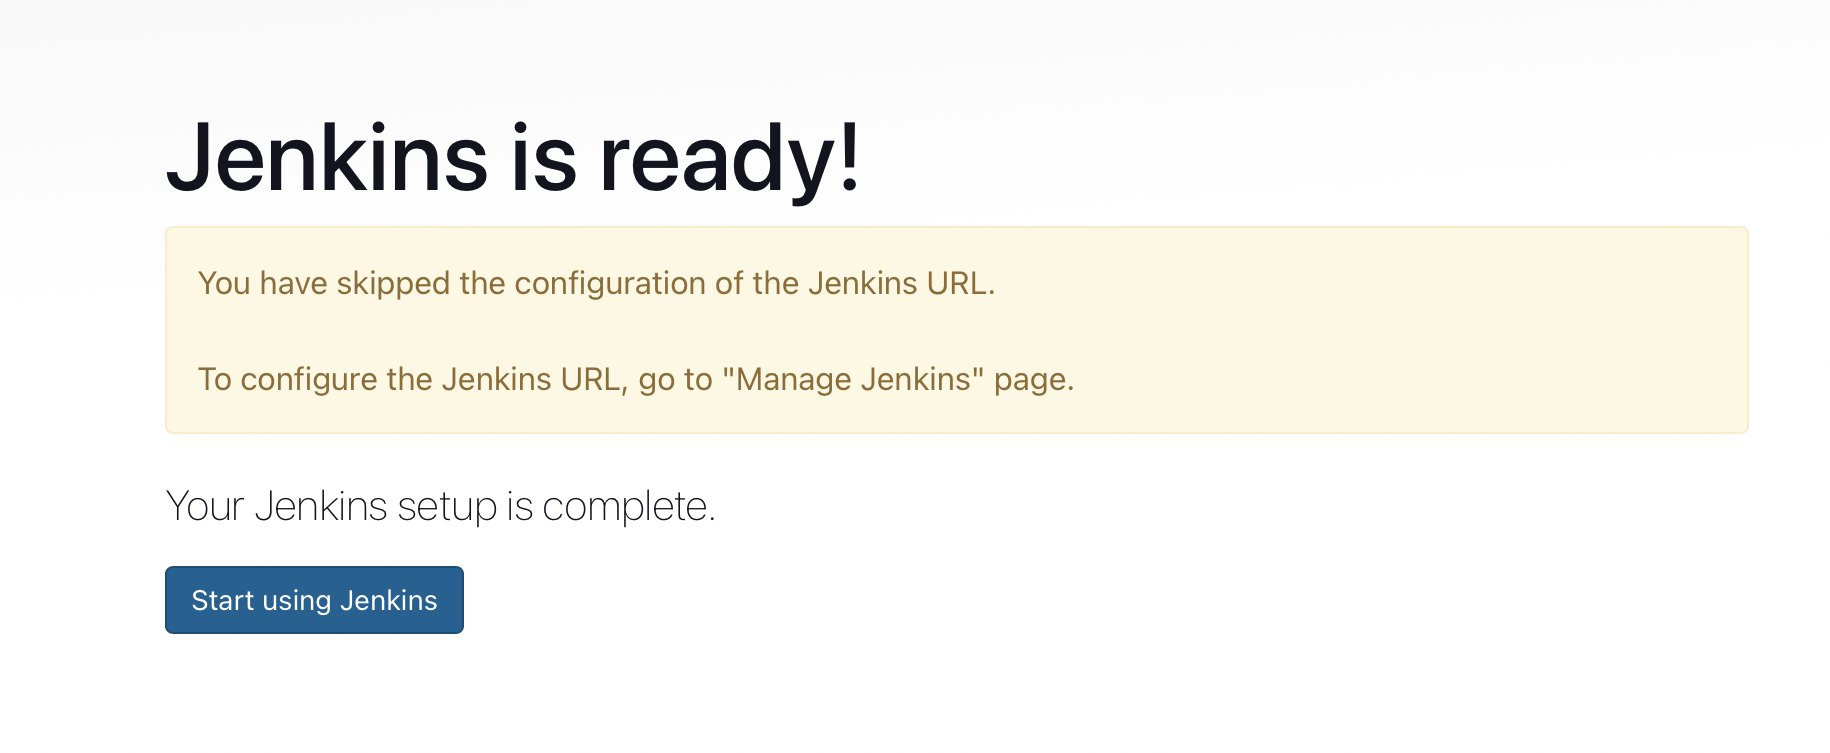 Jenkins is ready!
You have skipped the configuration of the Jenkins URL.
To configure the Jenkins URL, go to "Manage Jenkins" page.
Your Jenkins setup is complete.
Start using Jenkins